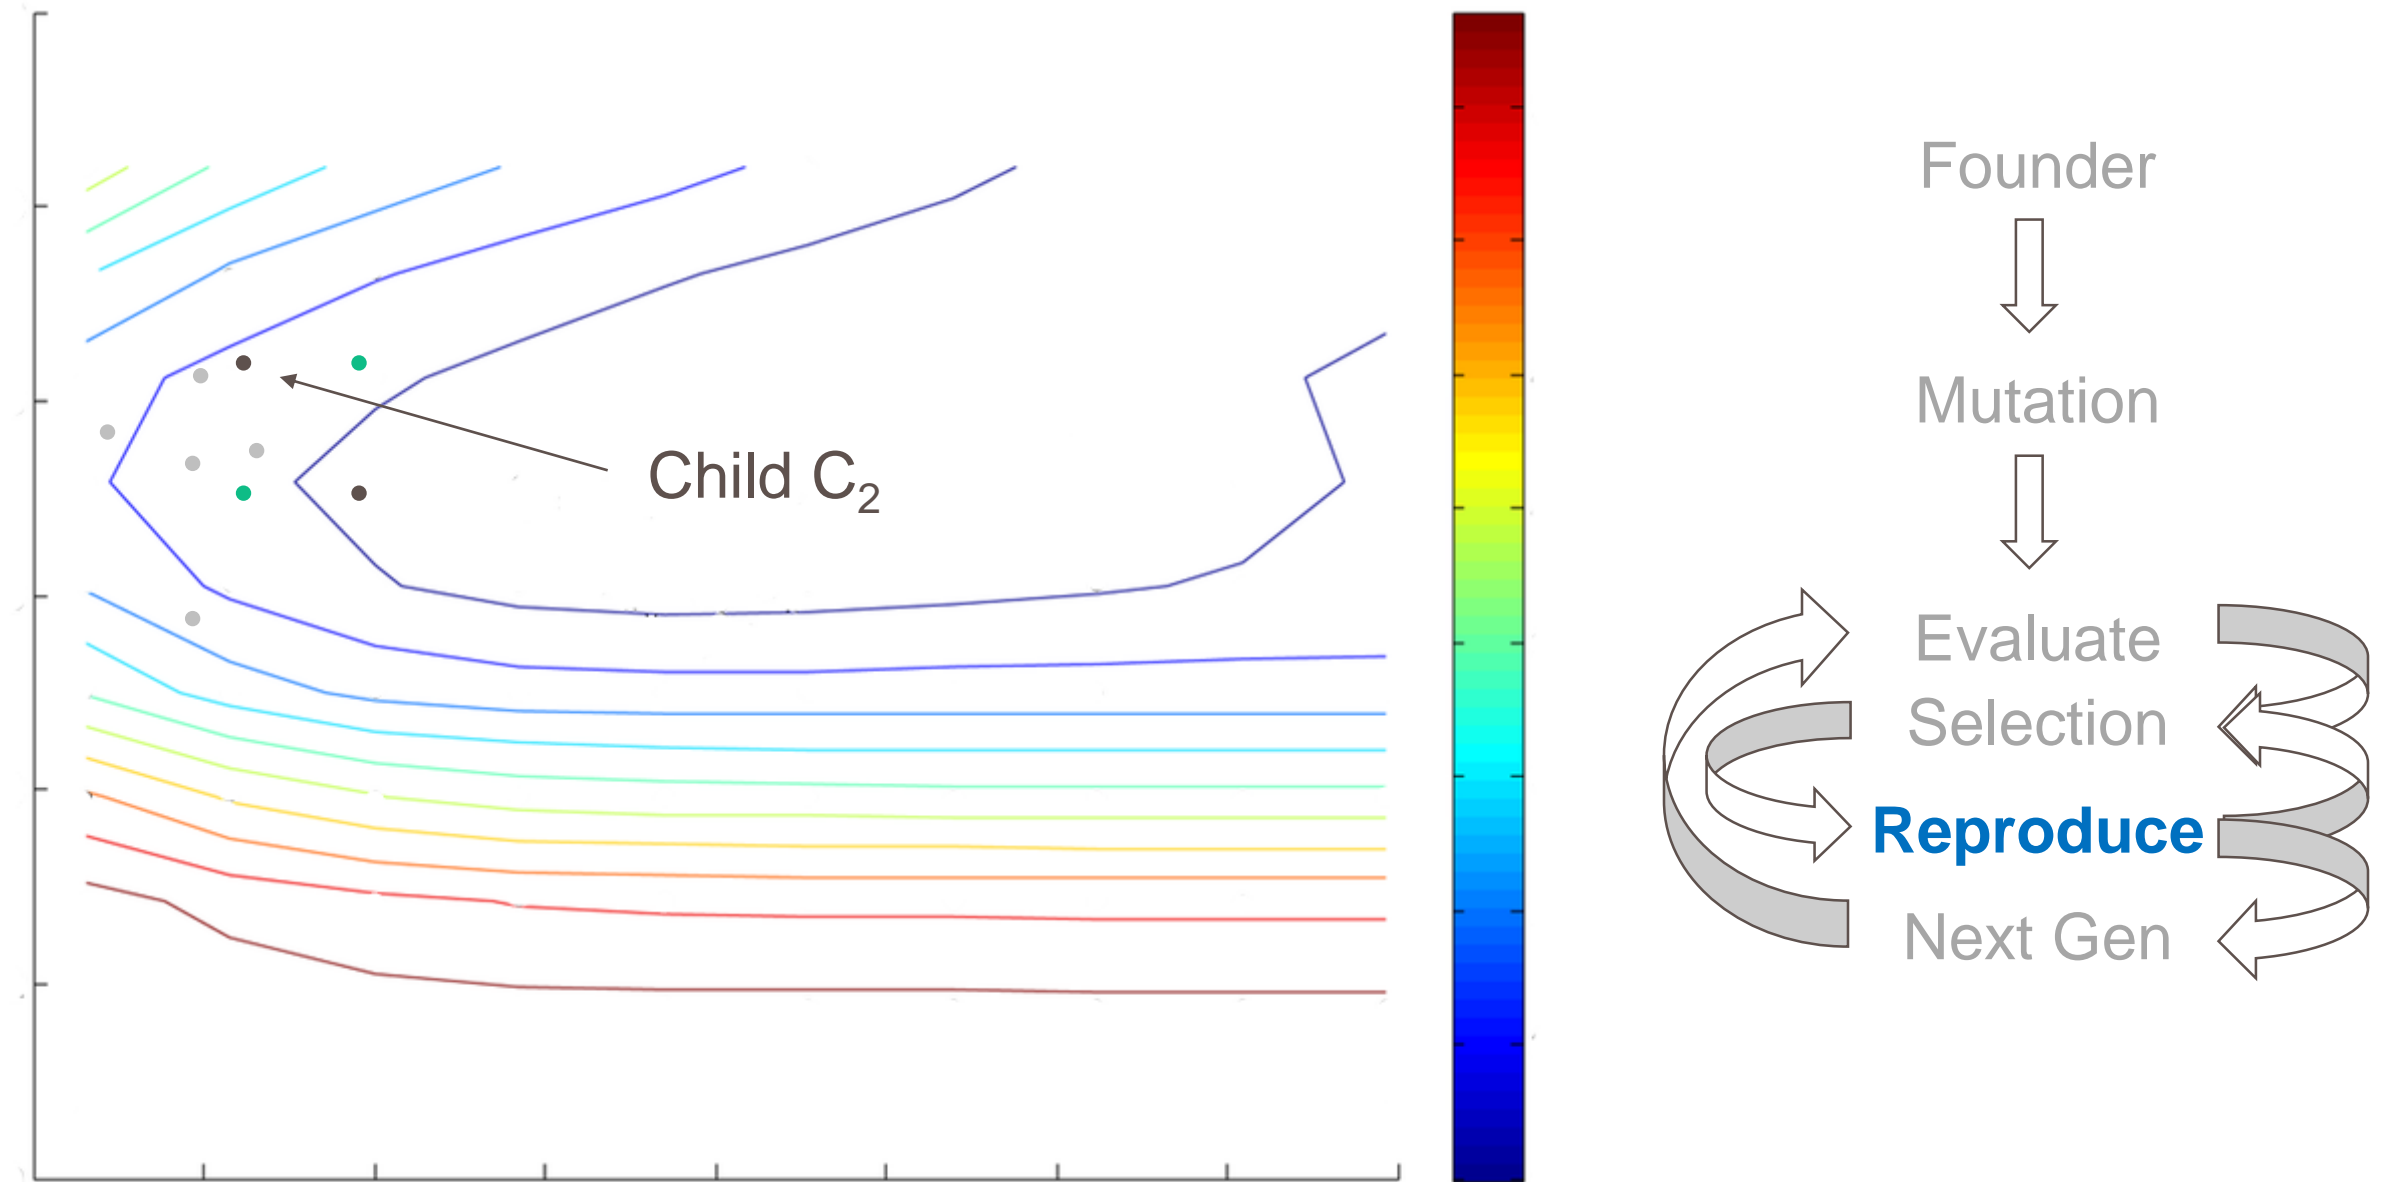 Child C₂
Founder
Mutation
Evaluate
Selection
Reproduce
Next Gen